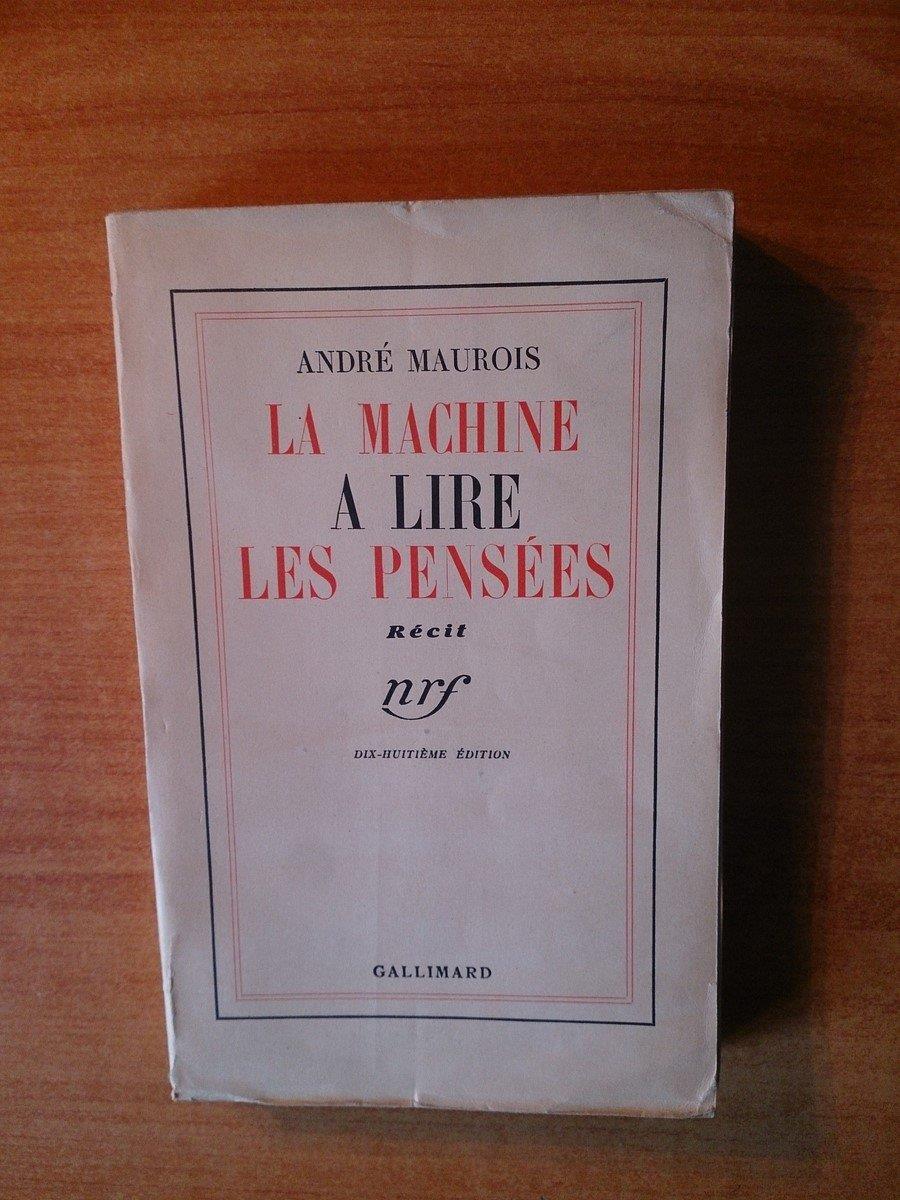 ANDRÉ MAUROIS
LA MACHINE
A LIRE
LES PENSÉES
Récit
nrf
DIX-HUITIÈME ÉDITION
GALLIMARD